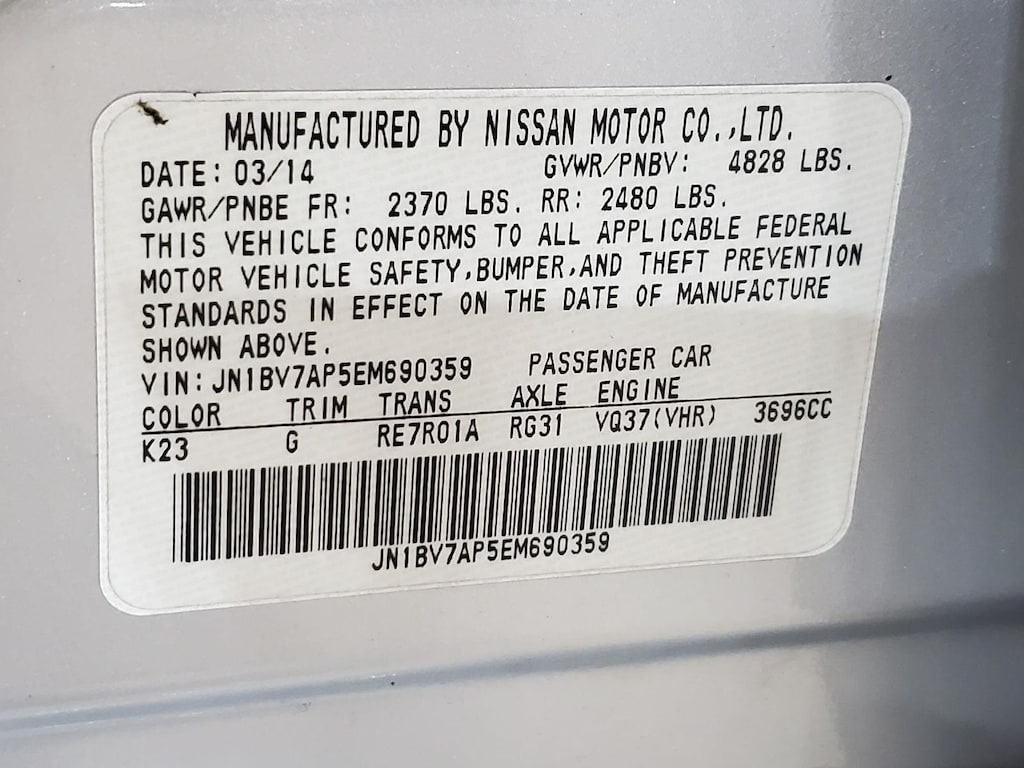 MANUFACTURED BY NISSAN MOTOR CO.,LTD.
DATE: 03/14 GVWR/PNBV: 4828 LBS.
GAWR/PNBE FR: 2370 LBS. RR: 2480 LBS.
THIS VEHICLE CONFORMS TO ALL APPLICABLE FEDERAL
MOTOR VEHICLE SAFETY,BUMPER,AND THEFT PREVENTION
STANDARDS IN EFFECT ON THE DATE OF MANUFACTURE
SHOWN ABOVE.
VIN: JN1BV7AP5EM690359 PASSENGER CAR
COLOR TRIM TRANS AXLE ENGINE
K23 G RE7R01A RG31 VQ37(VHR) 3696CC
JN1BV7AP5EM690359